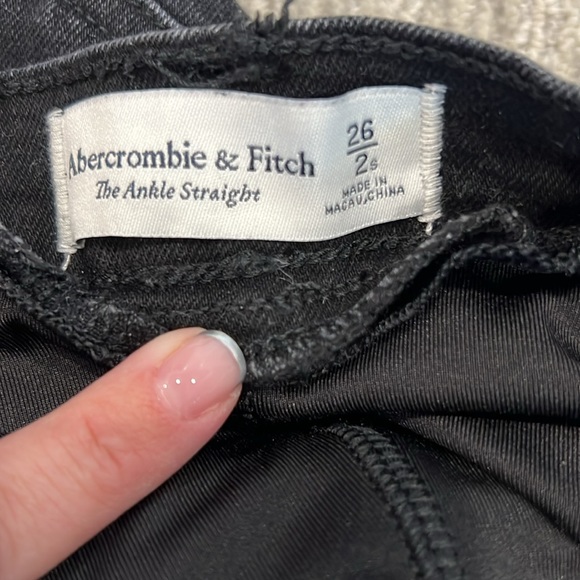 Abercrombie & Fitch
The Ankle Straight
26
2s
MADE IN
MACAU, CHINA